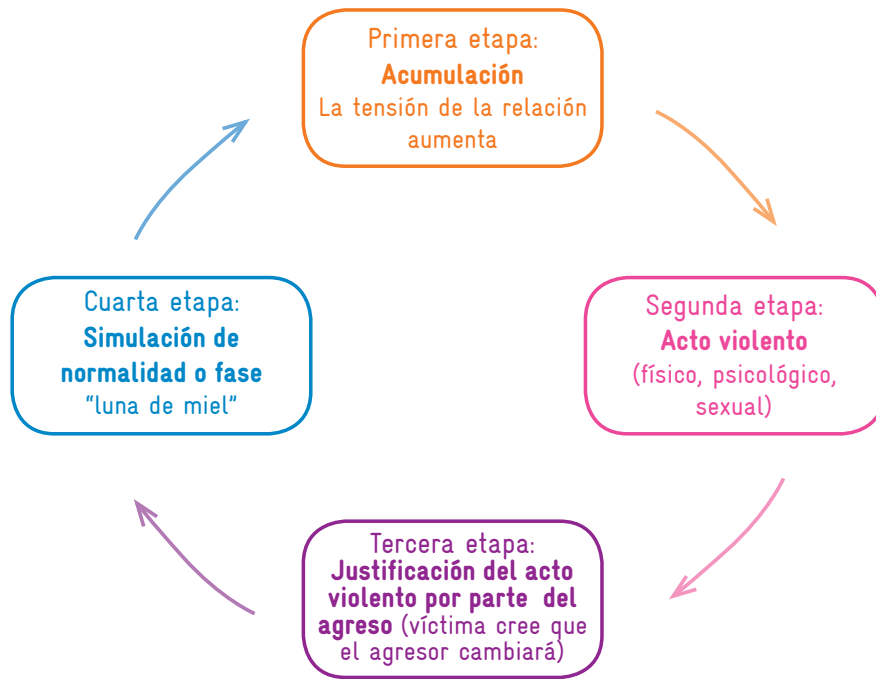 Primera etapa:
Acumulación
La tensión de la relación
aumenta
Segunda etapa:
Acto violento
(físico, psicológico,
sexual)
Tercera etapa:
Justificación del acto
violento por parte del
agreso (víctima cree que
el agresor cambiará)
Cuarta etapa:
Simulación de
normalidad o fase
"luna de miel"